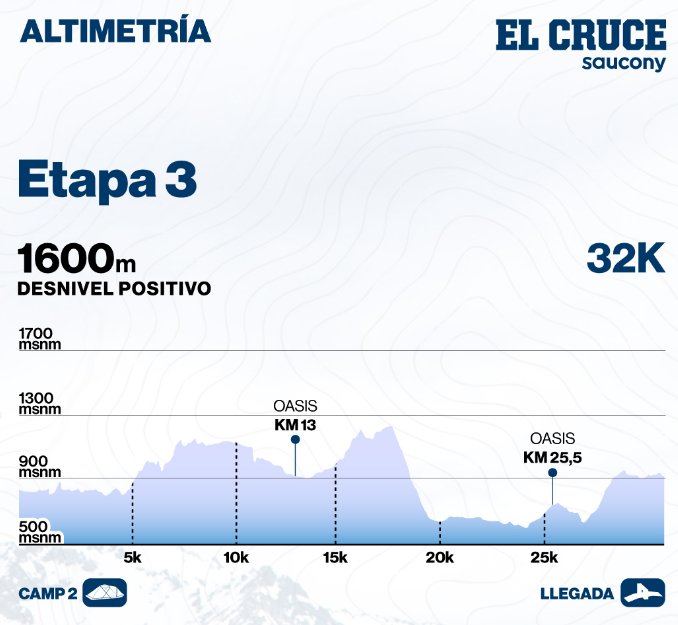 ALTIMETRÍA
EL CRUCE
saucony
Etapa 3
1600m
DESNIVEL POSITIVO
32K
1700
msnm
1300
msnm
OASIS
KM 13
900
msnm
OASIS
KM 25,5
500
msnm
5k 10k 15k 20k 25k
CAMP 2
LLEGADA